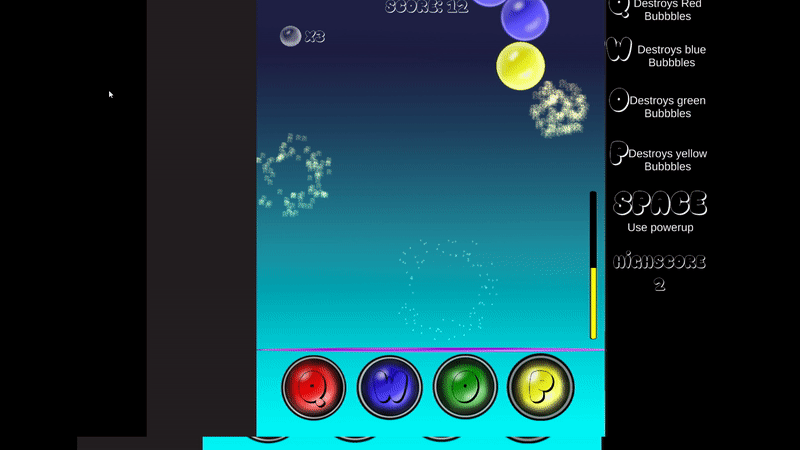 SCORE: 12
x3
Q Destroys Red
Bubbbles
W Destroys blue
Bubbbles
O Destroys green
Bubbbles
P Destroys yellow
Bubbbles
SPACE
Use powerup
HIGHSCORE
2
Q W O P